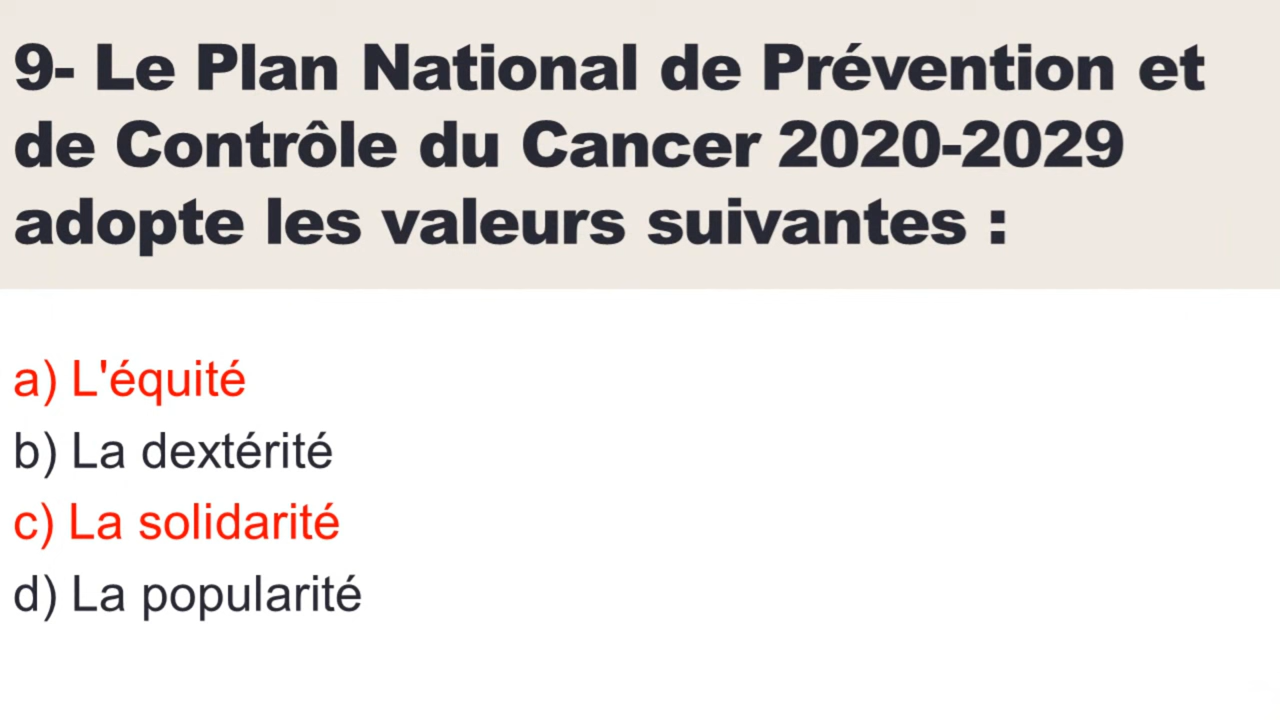 9- Le Plan National de Prévention et
de Contrôle du Cancer 2020-2029
adopte les valeurs suivantes :
a) L'équité
b) La dextérité
c) La solidarité
d) La popularité